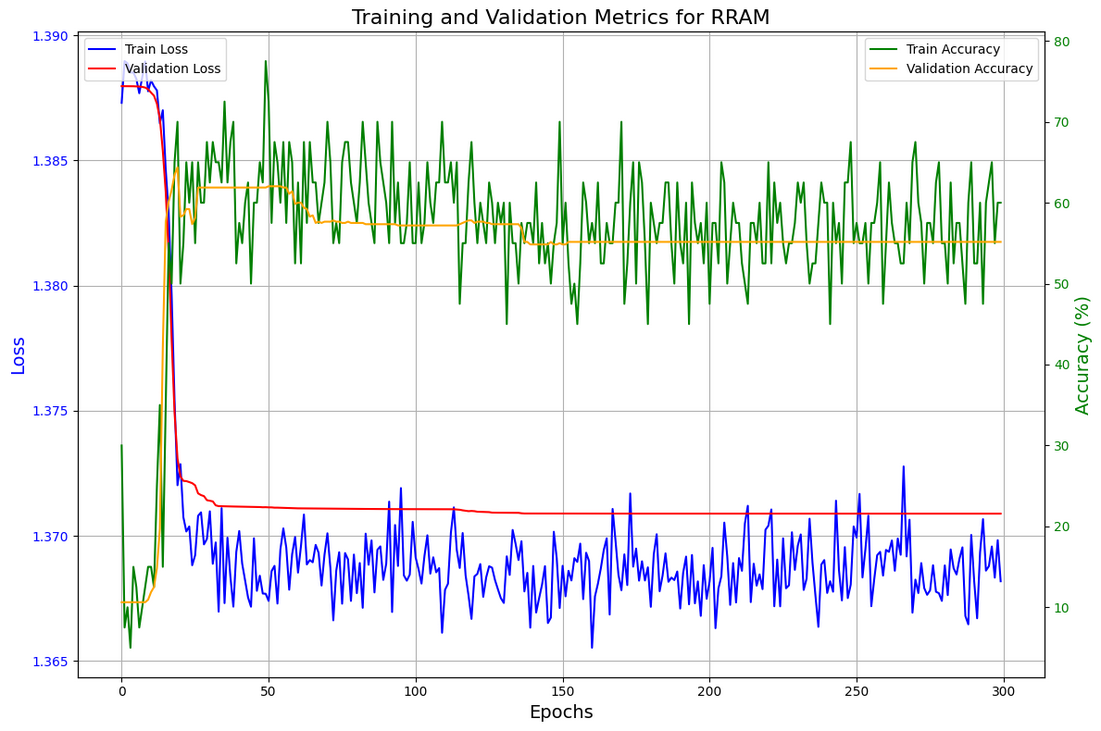 Training and Validation Metrics for RRAM
Train Loss
Validation Loss
Train Accuracy
Validation Accuracy
1.390
1.385
1.380
1.375
1.370
1.365
Loss
80
70
60
50
40
30
20
10
Accuracy (%)
0 50 100 150 200 250 300
Epochs